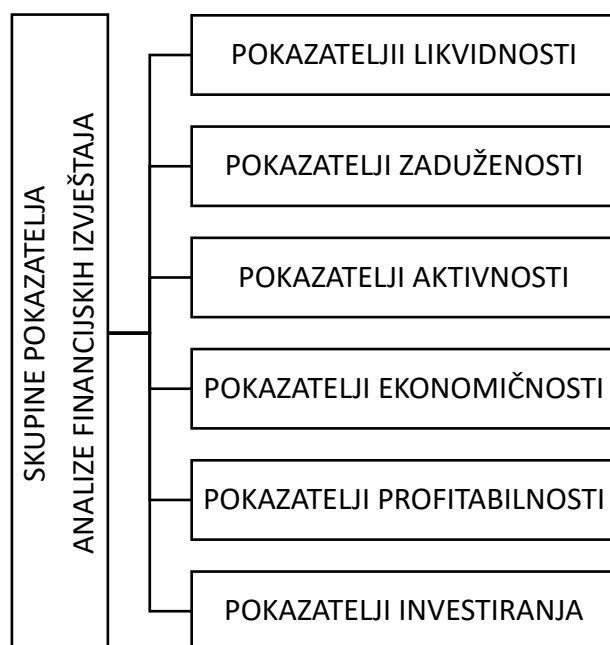 SKUPINE POKAZATELJA
ANALIZE FINANCIJSKIH IZVJEŠTAJA
POKAZATELJII LIKVIDNOSTI
POKAZATELJI ZADUŽENOSTI
POKAZATELJI AKTIVNOSTI
POKAZATELJI EKONOMIČNOSTI
POKAZATELJI PROFITABILNOSTI
POKAZATELJI INVESTIRANJA